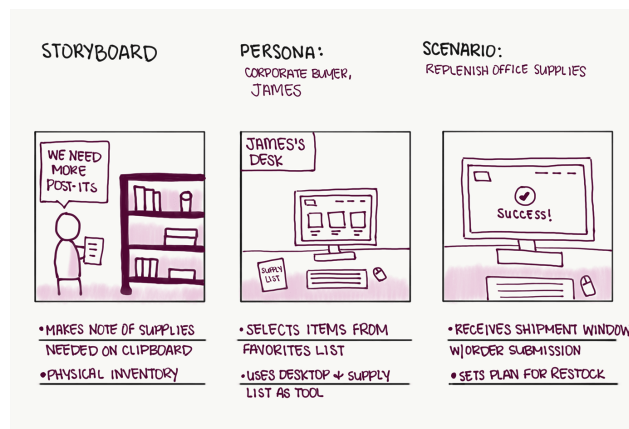 STORYBOARD
PERSONA:
CORPORATE BUYER,
JAMES
SCENARIO:
REPLENISH OFFICE SUPPLIES
WE NEED
MORE
POST-ITS
• MAKES NOTE OF SUPPLIES
NEEDED ON CLIPBOARD
• PHYSICAL INVENTORY
JAMES'S
DESK
SUPPLY
LIST
• SELECTS ITEMS FROM
FAVORITES LIST
• USES DESKTOP + SUPPLY
LIST AS TOOL
SUCCESS!
• RECEIVES SHIPMENT WINDOW
W/ORDER SUBMISSION
• SETS PLAN FOR RESTOCK